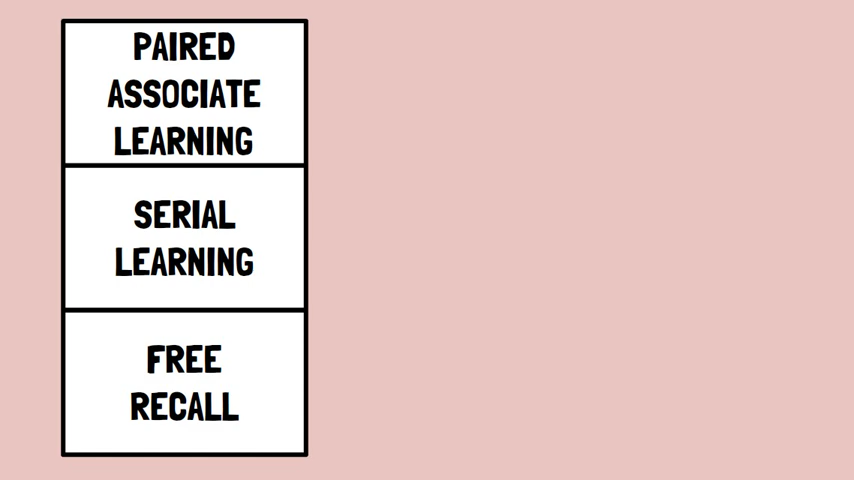 PAIRED
ASSOCIATE
LEARNING
SERIAL
LEARNING
FREE
RECALL